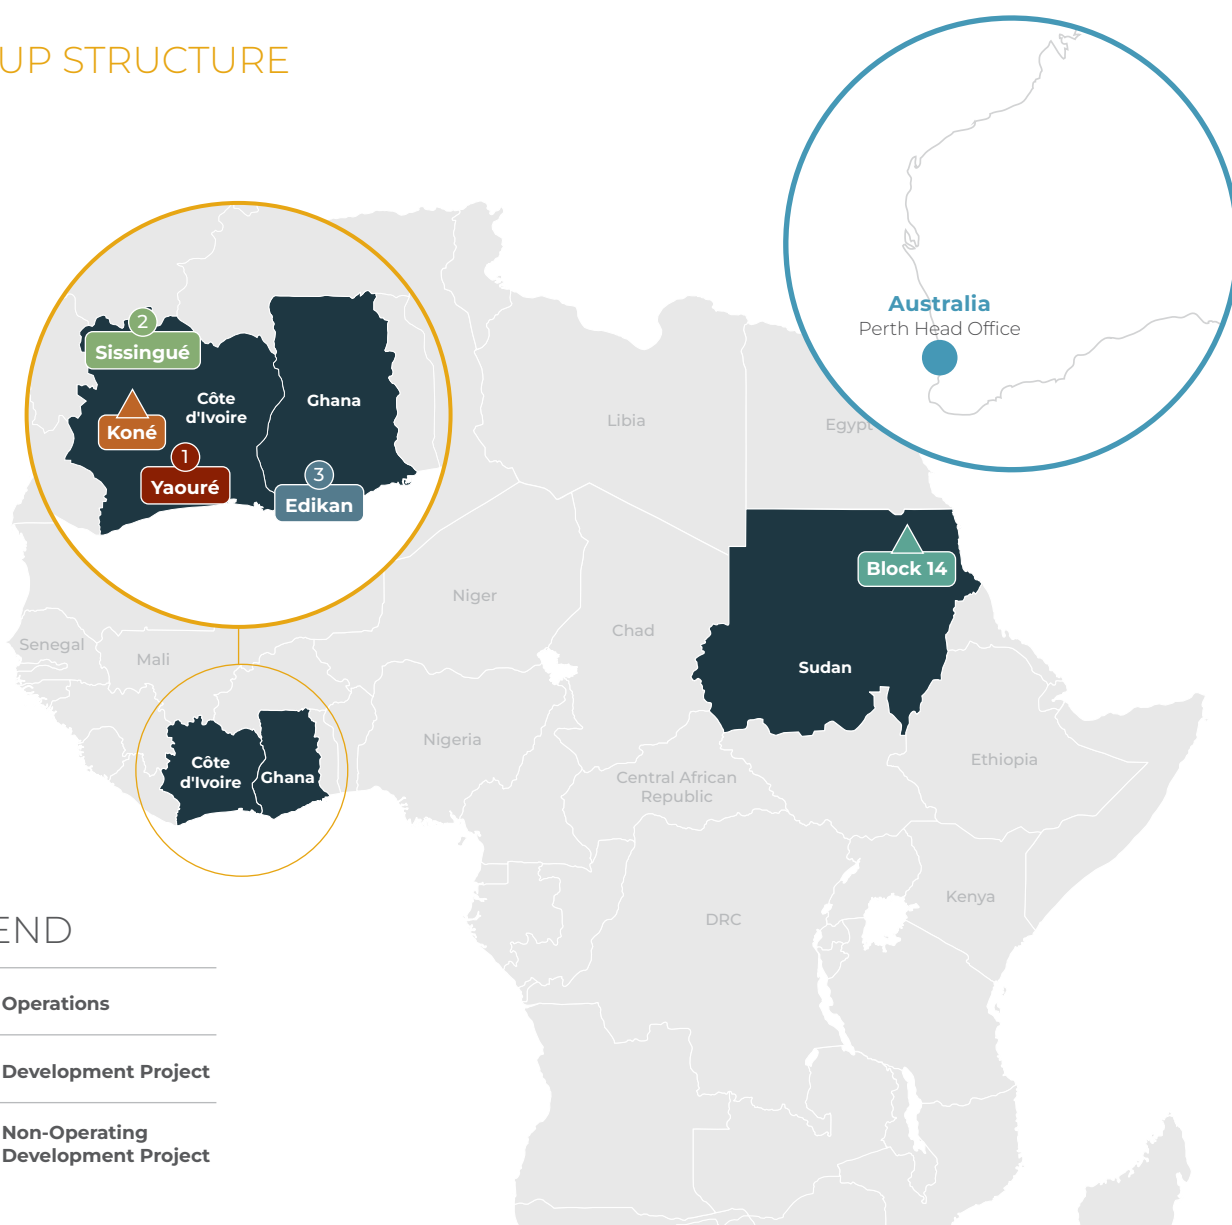 UP STRUCTURE
Australia
Perth Head Office
2
Sissingué
Côte
d'Ivoire
Ghana
Koné
1
Yaouré
3
Edikan
Libia
Egypt
Block 14
Niger
Chad
Senegal
Mali
Sudan
Nigeria
Côte
d'Ivoire
Ghana
Central African
Republic
Ethiopia
Kenya
DRC
END
Operations
Development Project
Non-Operating
Development Project